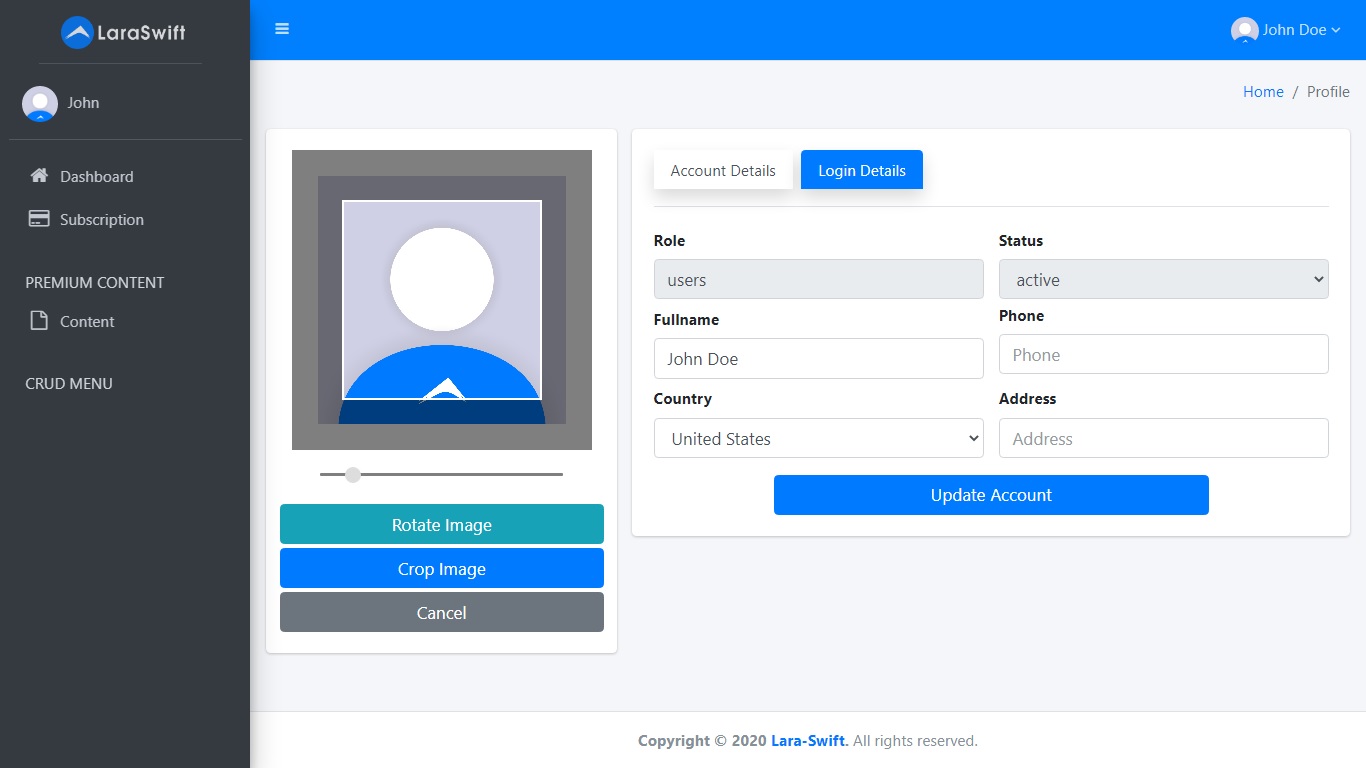 LaraSwift
John Doe
John
Home / Profile
Dashboard
Subscription
PREMIUM CONTENT
Content
CRUD MENU
Rotate Image
Crop Image
Cancel
Account Details
Login Details
Role
users
Status
active
Fullname
John Doe
Phone
Phone
Country
United States
Address
Address
Update Account
Copyright © 2020 Lara-Swift. All rights reserved.